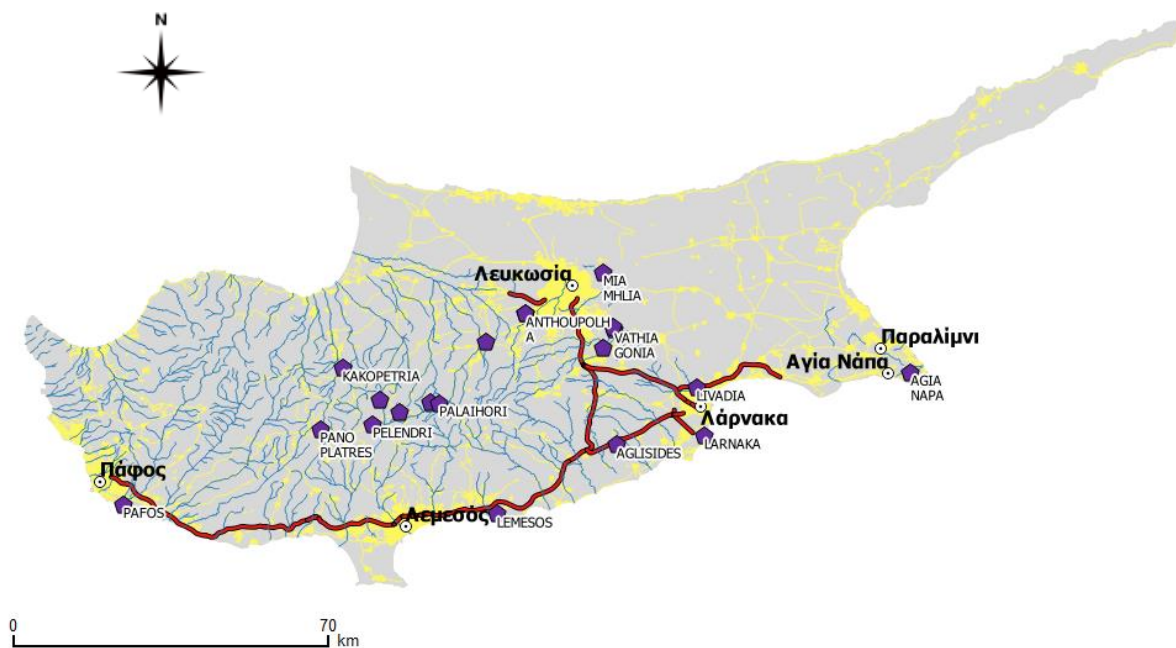 N
Λευκωσία
MIA
MHLIA
ANTHOUPOLH
A
VATHIA
GONIA
Παραλίμνι
Αγία Νάπα
AGIA
NAPA
KAKOPETRIA
LIVADIA
Λάρνακα
PALAIHORI
PELENDRI
PANO
PLATRES
LARNAKA
AGLISIDES
Πάφος
PAFOS
Λεμεσός
LEMESOS
0
70
km